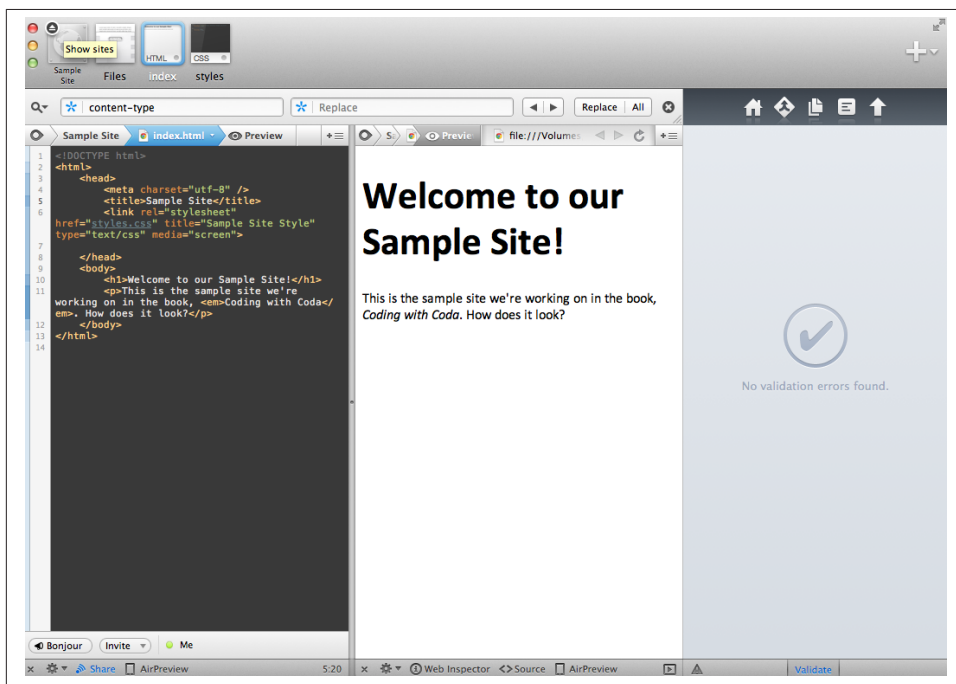 Show sites
HTML
CSS
Sample
Site
Files
index
styles
content-type
Replace
Replace
All
Sample Site
index.html
Preview
file:///Volumes
1 <!DOCTYPE html>
2 <html>
3 <head>
4 <meta charset="utf-8" />
5 <title>Sample Site</title>
6 <link rel="stylesheet"
href="styles.css" title="Sample Site Style"
type="text/css" media="screen">
7
8 </head>
9 <body>
10 <h1>Welcome to our Sample Site!</h1>
11 <p>This is the sample site we're
working on in the book, <em>Coding with Coda</
em>. How does it look?</p>
12 </body>
13 </html>
14
Welcome to our
Sample Site!
This is the sample site we're working on in the book,
Coding with Coda. How does it look?
No validation errors found.
Bonjour
Invite
Me
Share
AirPreview
5:20
Web Inspector
Source
AirPreview
Validate